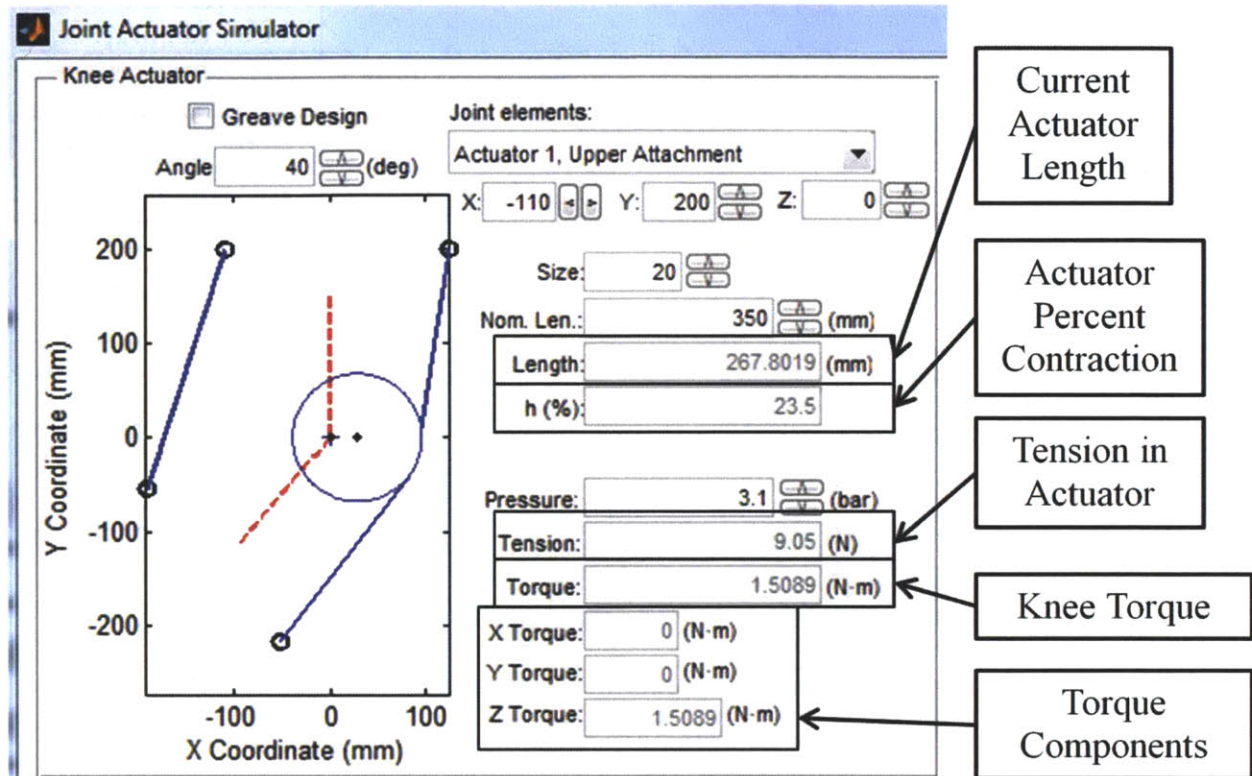 Joint Actuator Simulator
Knee Actuator
Greave Design
Angle 40 (deg)
Joint elements:
Actuator 1, Upper Attachment
X: -110 Y: 200 Z: 0
Size: 20
Nom. Len.: 350 (mm)
Length: 267.8019 (mm)
h (%): 23.5
Pressure: 3.1 (bar)
Tension: 9.05 (N)
Torque: 1.5089 (N·m)
X Torque: 0 (N·m)
Y Torque: 0 (N·m)
Z Torque: 1.5089 (N·m)
Y Coordinate (mm)
200
100
0
-100
-200
-100 0 100
X Coordinate (mm)
Current
Actuator
Length
Actuator
Percent
Contraction
Tension in
Actuator
Knee Torque
Torque
Components